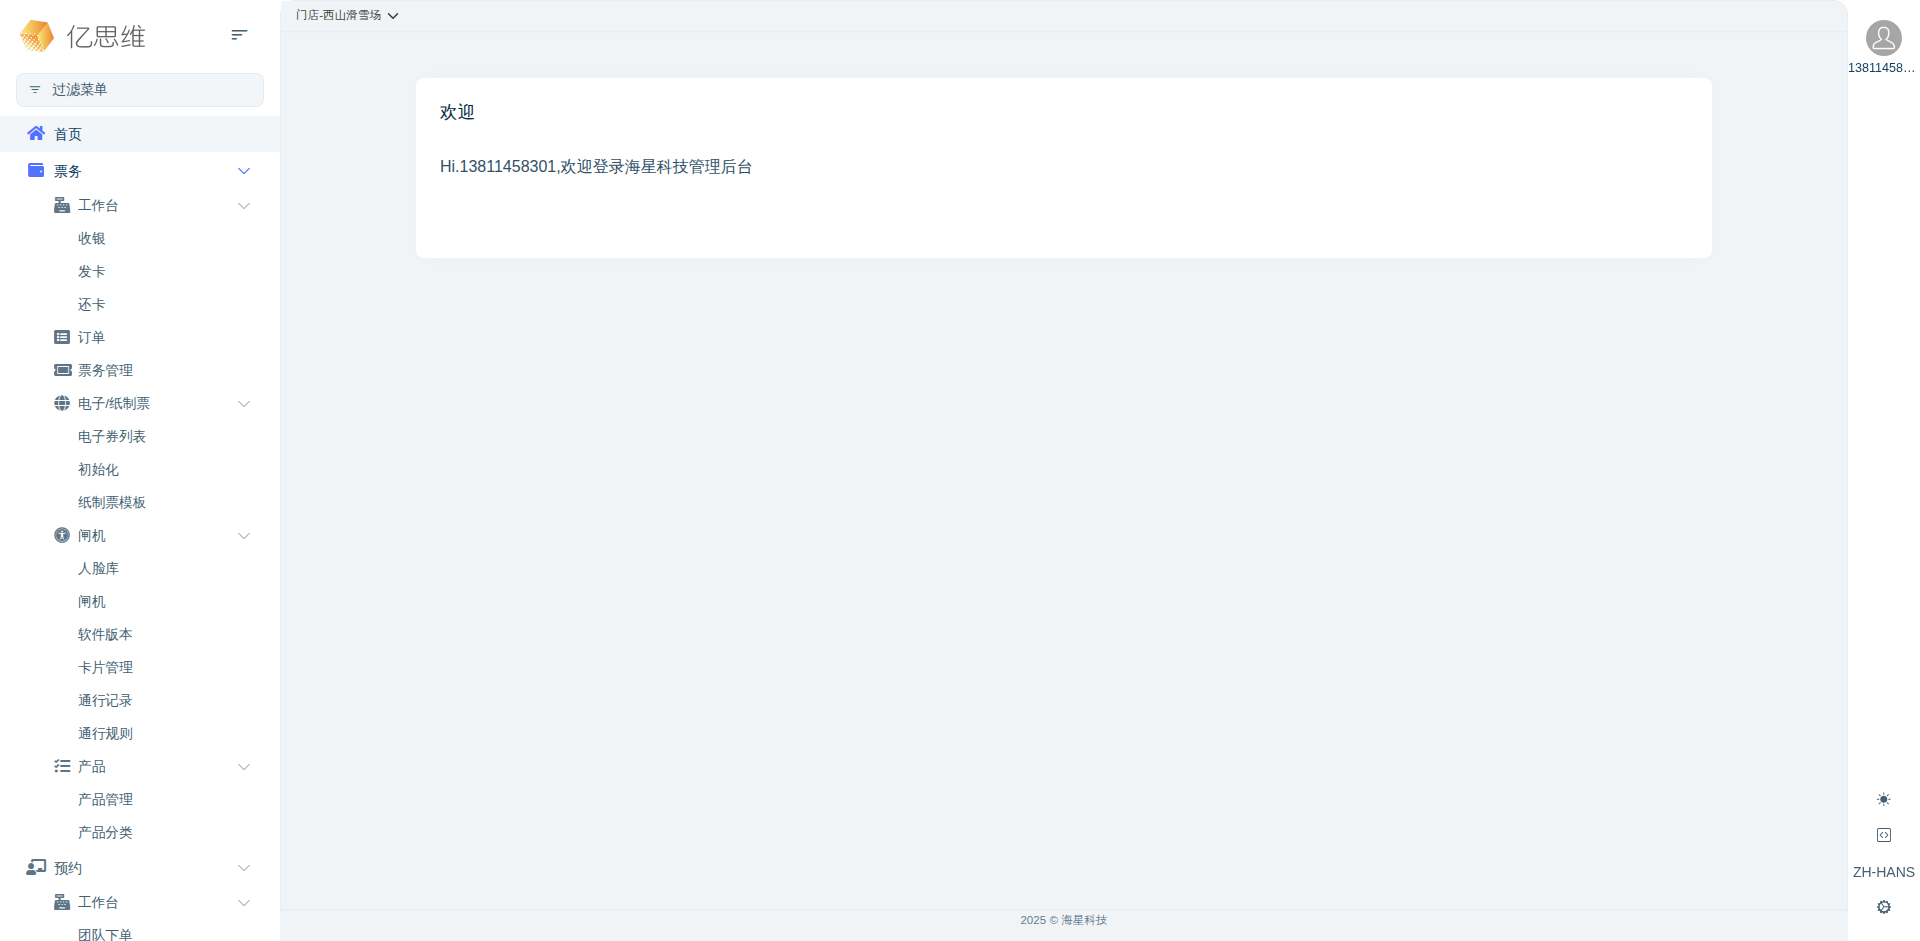 亿思维
过滤菜单
首页
票务
工作台
收银
发卡
还卡
订单
票务管理
电子/纸制票
电子券列表
初始化
纸制票模板
闸机
人脸库
闸机
软件版本
卡片管理
通行记录
通行规则
产品
产品管理
产品分类
预约
工作台
团队下单
门店-西山滑雪场
欢迎
Hi.13811458301,欢迎登录海星科技管理后台
2025 © 海星科技
13811458…
ZH-HANS